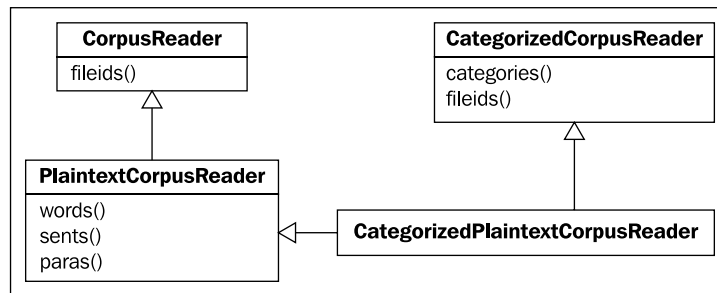 CorpusReader
fileids()
CategorizedCorpusReader
categories()
fileids()
PlaintextCorpusReader
words()
sents()
paras()
CategorizedPlaintextCorpusReader